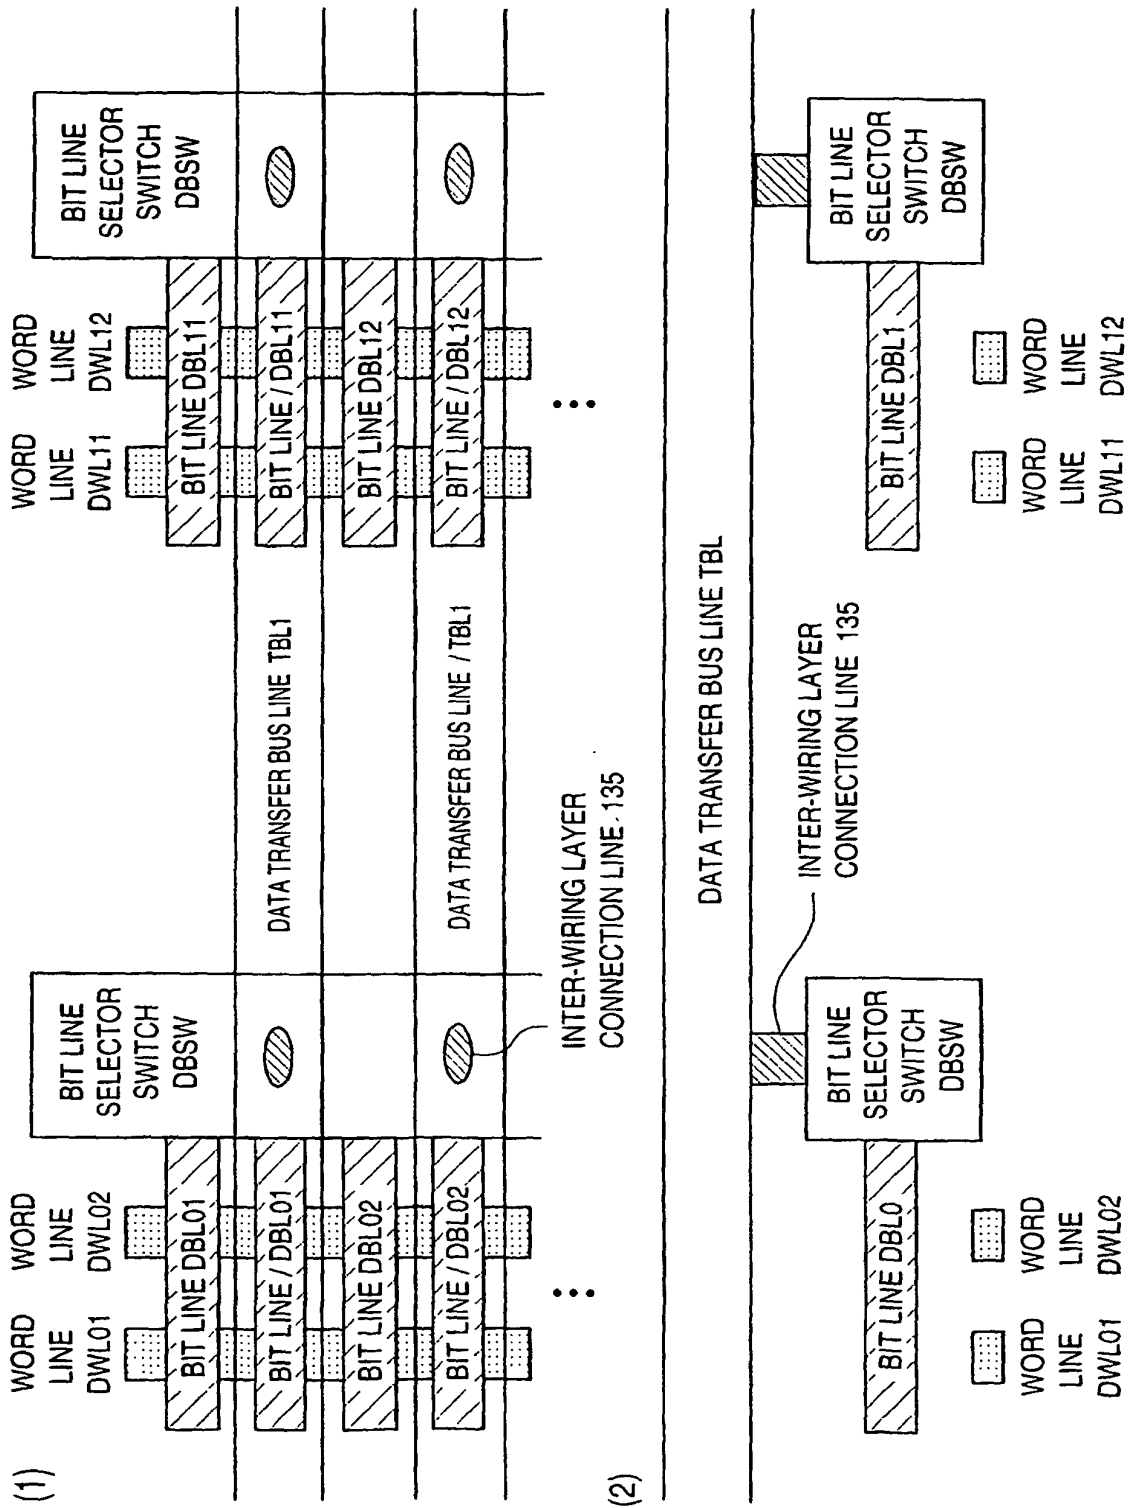 (1)
WORD
LINE
DWL01
WORD
LINE
DWL02
BIT LINE
SELECTOR
SWITCH
DBSW
WORD
LINE
DWL11
WORD
LINE
DWL12
BIT LINE
SELECTOR
SWITCH
DBSW
BIT LINE DBL01
BIT LINE / DBL01
BIT LINE DBL02
BIT LINE / DBL02
DATA TRANSFER BUS LINE TBL1
DATA TRANSFER BUS LINE / TBL1
BIT LINE DBL11
BIT LINE / DBL11
BIT LINE DBL12
BIT LINE / DBL12
INTER-WIRING LAYER
CONNECTION LINE 135
(2)
DATA TRANSFER BUS LINE TBL
INTER-WIRING LAYER
CONNECTION LINE 135
BIT LINE DBL0
BIT LINE
SELECTOR
SWITCH
DBSW
BIT LINE DBL1
BIT LINE
SELECTOR
SWITCH
DBSW
WORD
LINE
DWL01
WORD
LINE
DWL02
WORD
LINE
DWL11
WORD
LINE
DWL12